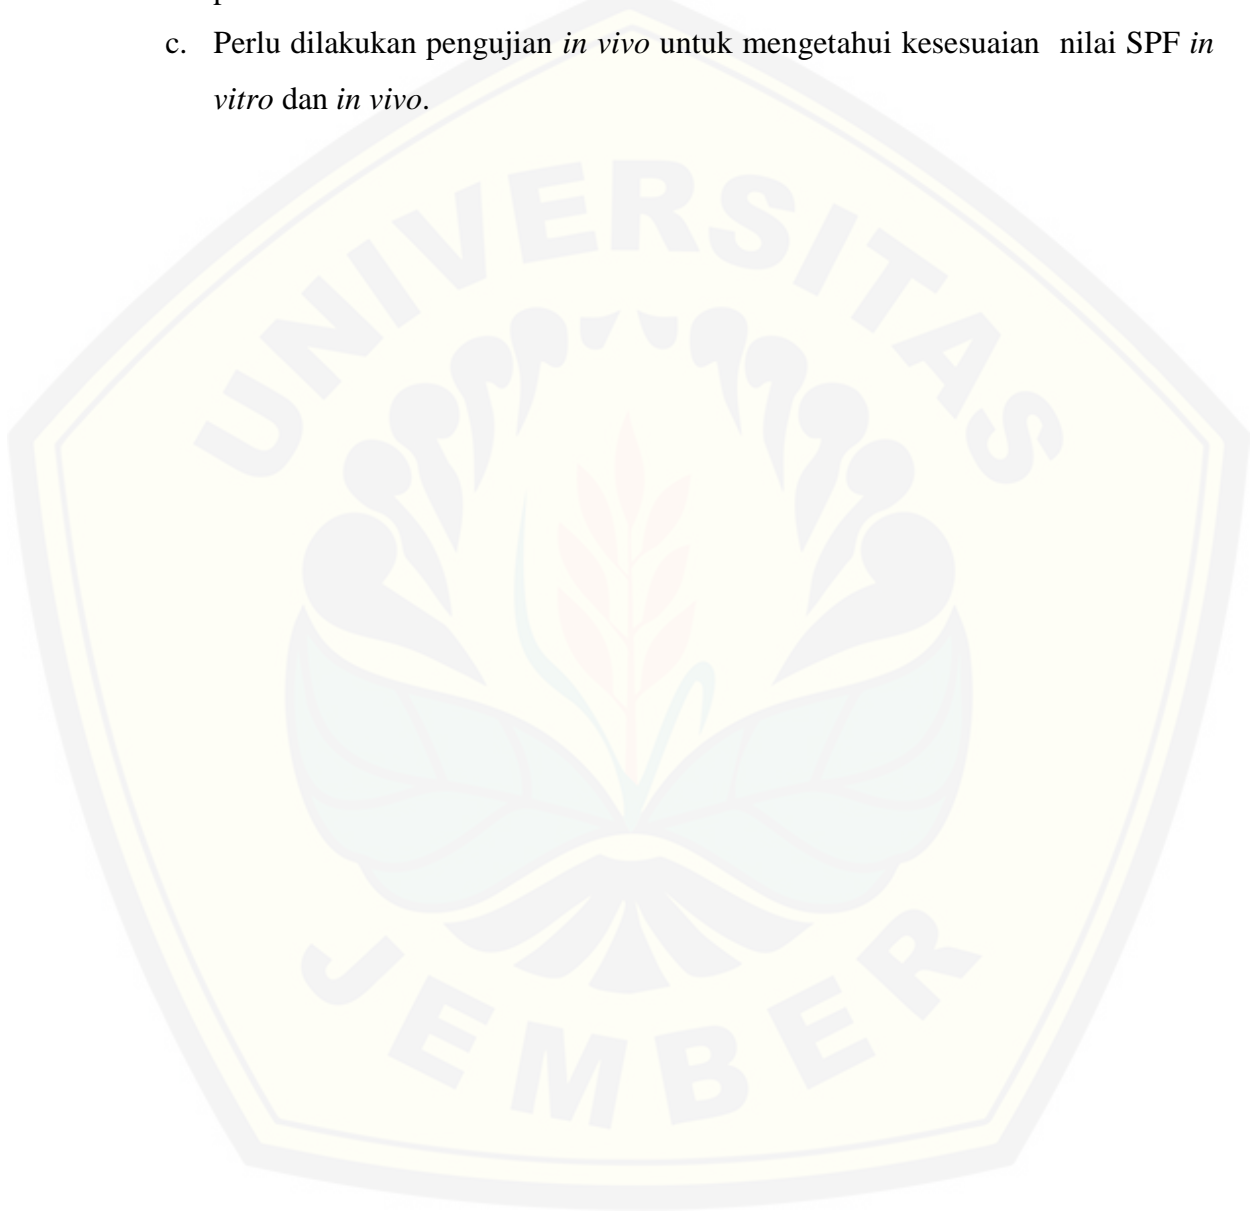 c. Perlu dilakukan pengujian in vivo untuk mengetahui kesesuaian nilai SPF in
vitro dan in vivo.
UNIVERSITAS
JEMBER